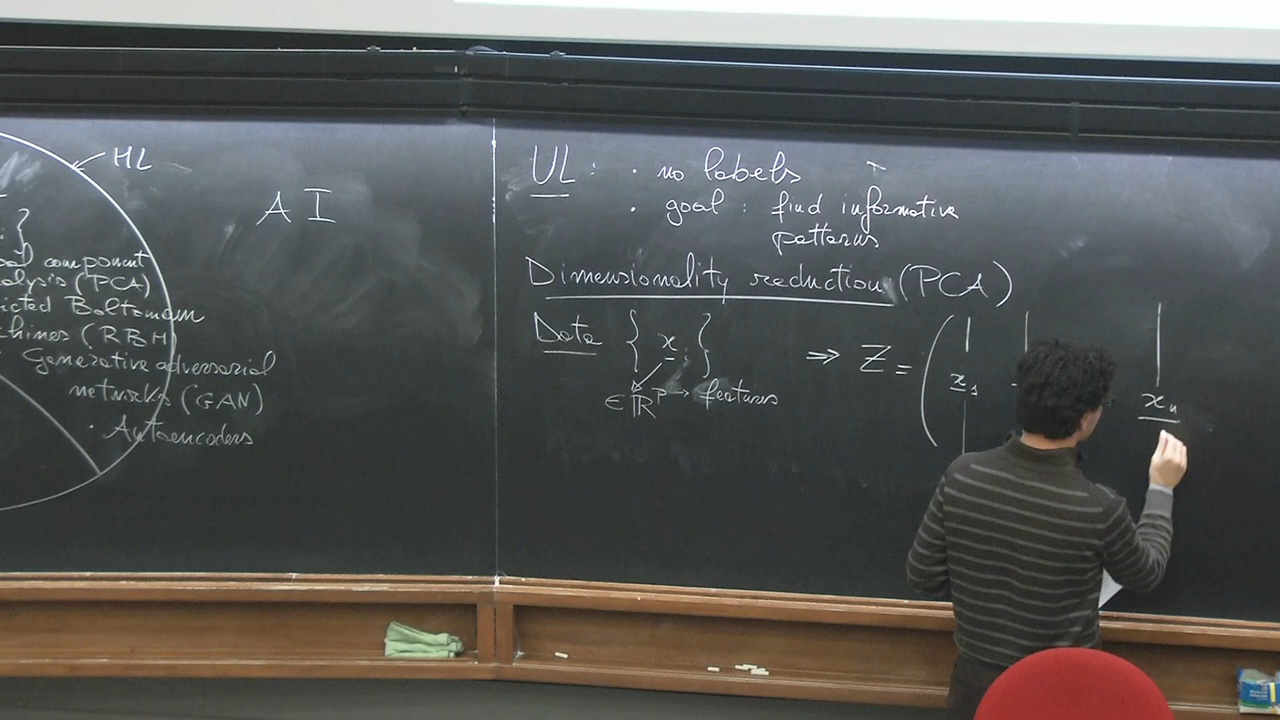 ML
AI
component
(PCA)
Boltzmann
(RBM)
Generative adversarial
networks (GAN)
· Autoencoders
UL: · no labels
· goal: find informative
patterns
Dimensionality reduction (PCA)
Data { x_i } ⇒ Z = ( x_1 x_n
∈ ℝ^P → features